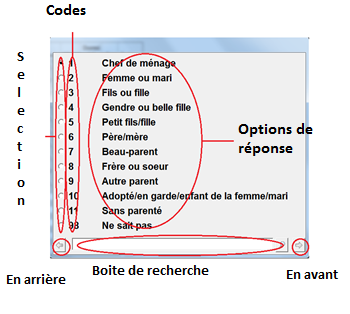 Codes
Selection
1 Chef de ménage
2 Femme ou mari
3 Fils ou fille
4 Gendre ou belle fille
5 Petit fils/fille
6 Père/mère
7 Beau-parent
8 Frère ou soeur
9 Autre parent
10 Adopté/en garde/enfant de la femme/mari
11 Sans parenté
98 Ne sait pas
Options de
réponse
En arrière
Boite de recherche
En avant